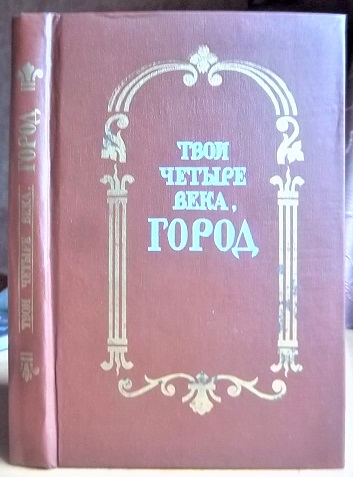 ТВОИ
ЧЕТЫРЕ
ВЕКА,
ГОРОД
ТВОИ ЧЕТЫРЕ ВЕКА, ГОРОД